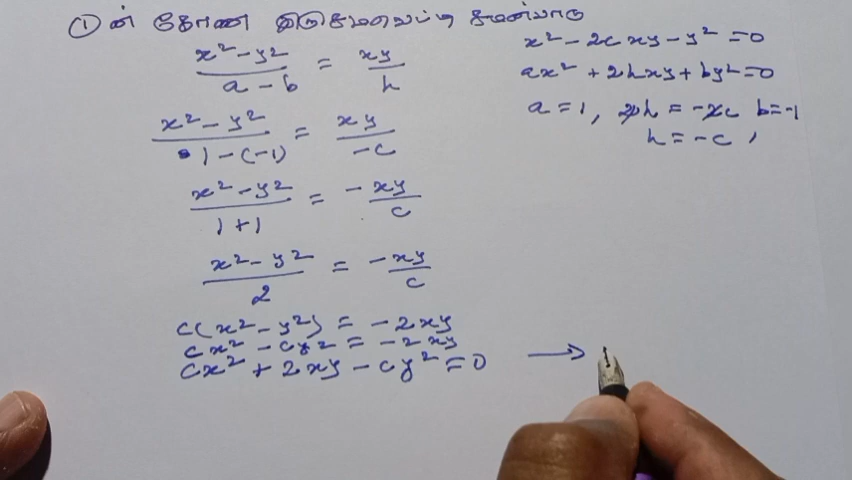 ① ன் கோண இருசமவெட்டி சமன்பாடு
x² - y² / a - b = xy / h
x² - y² / 1 - (-1) = xy / -c
x² - y² / 1 + 1 = - xy / c
x² - y² / 2 = - xy / c
c(x² - y²) = - 2xy
cx² - cy² = - 2xy
cx² + 2xy - cy² = 0 →
x² - 2cxy - y² = 0
ax² + 2hxy + by² = 0
a = 1, 2h = -2c b = -1
h = -c,